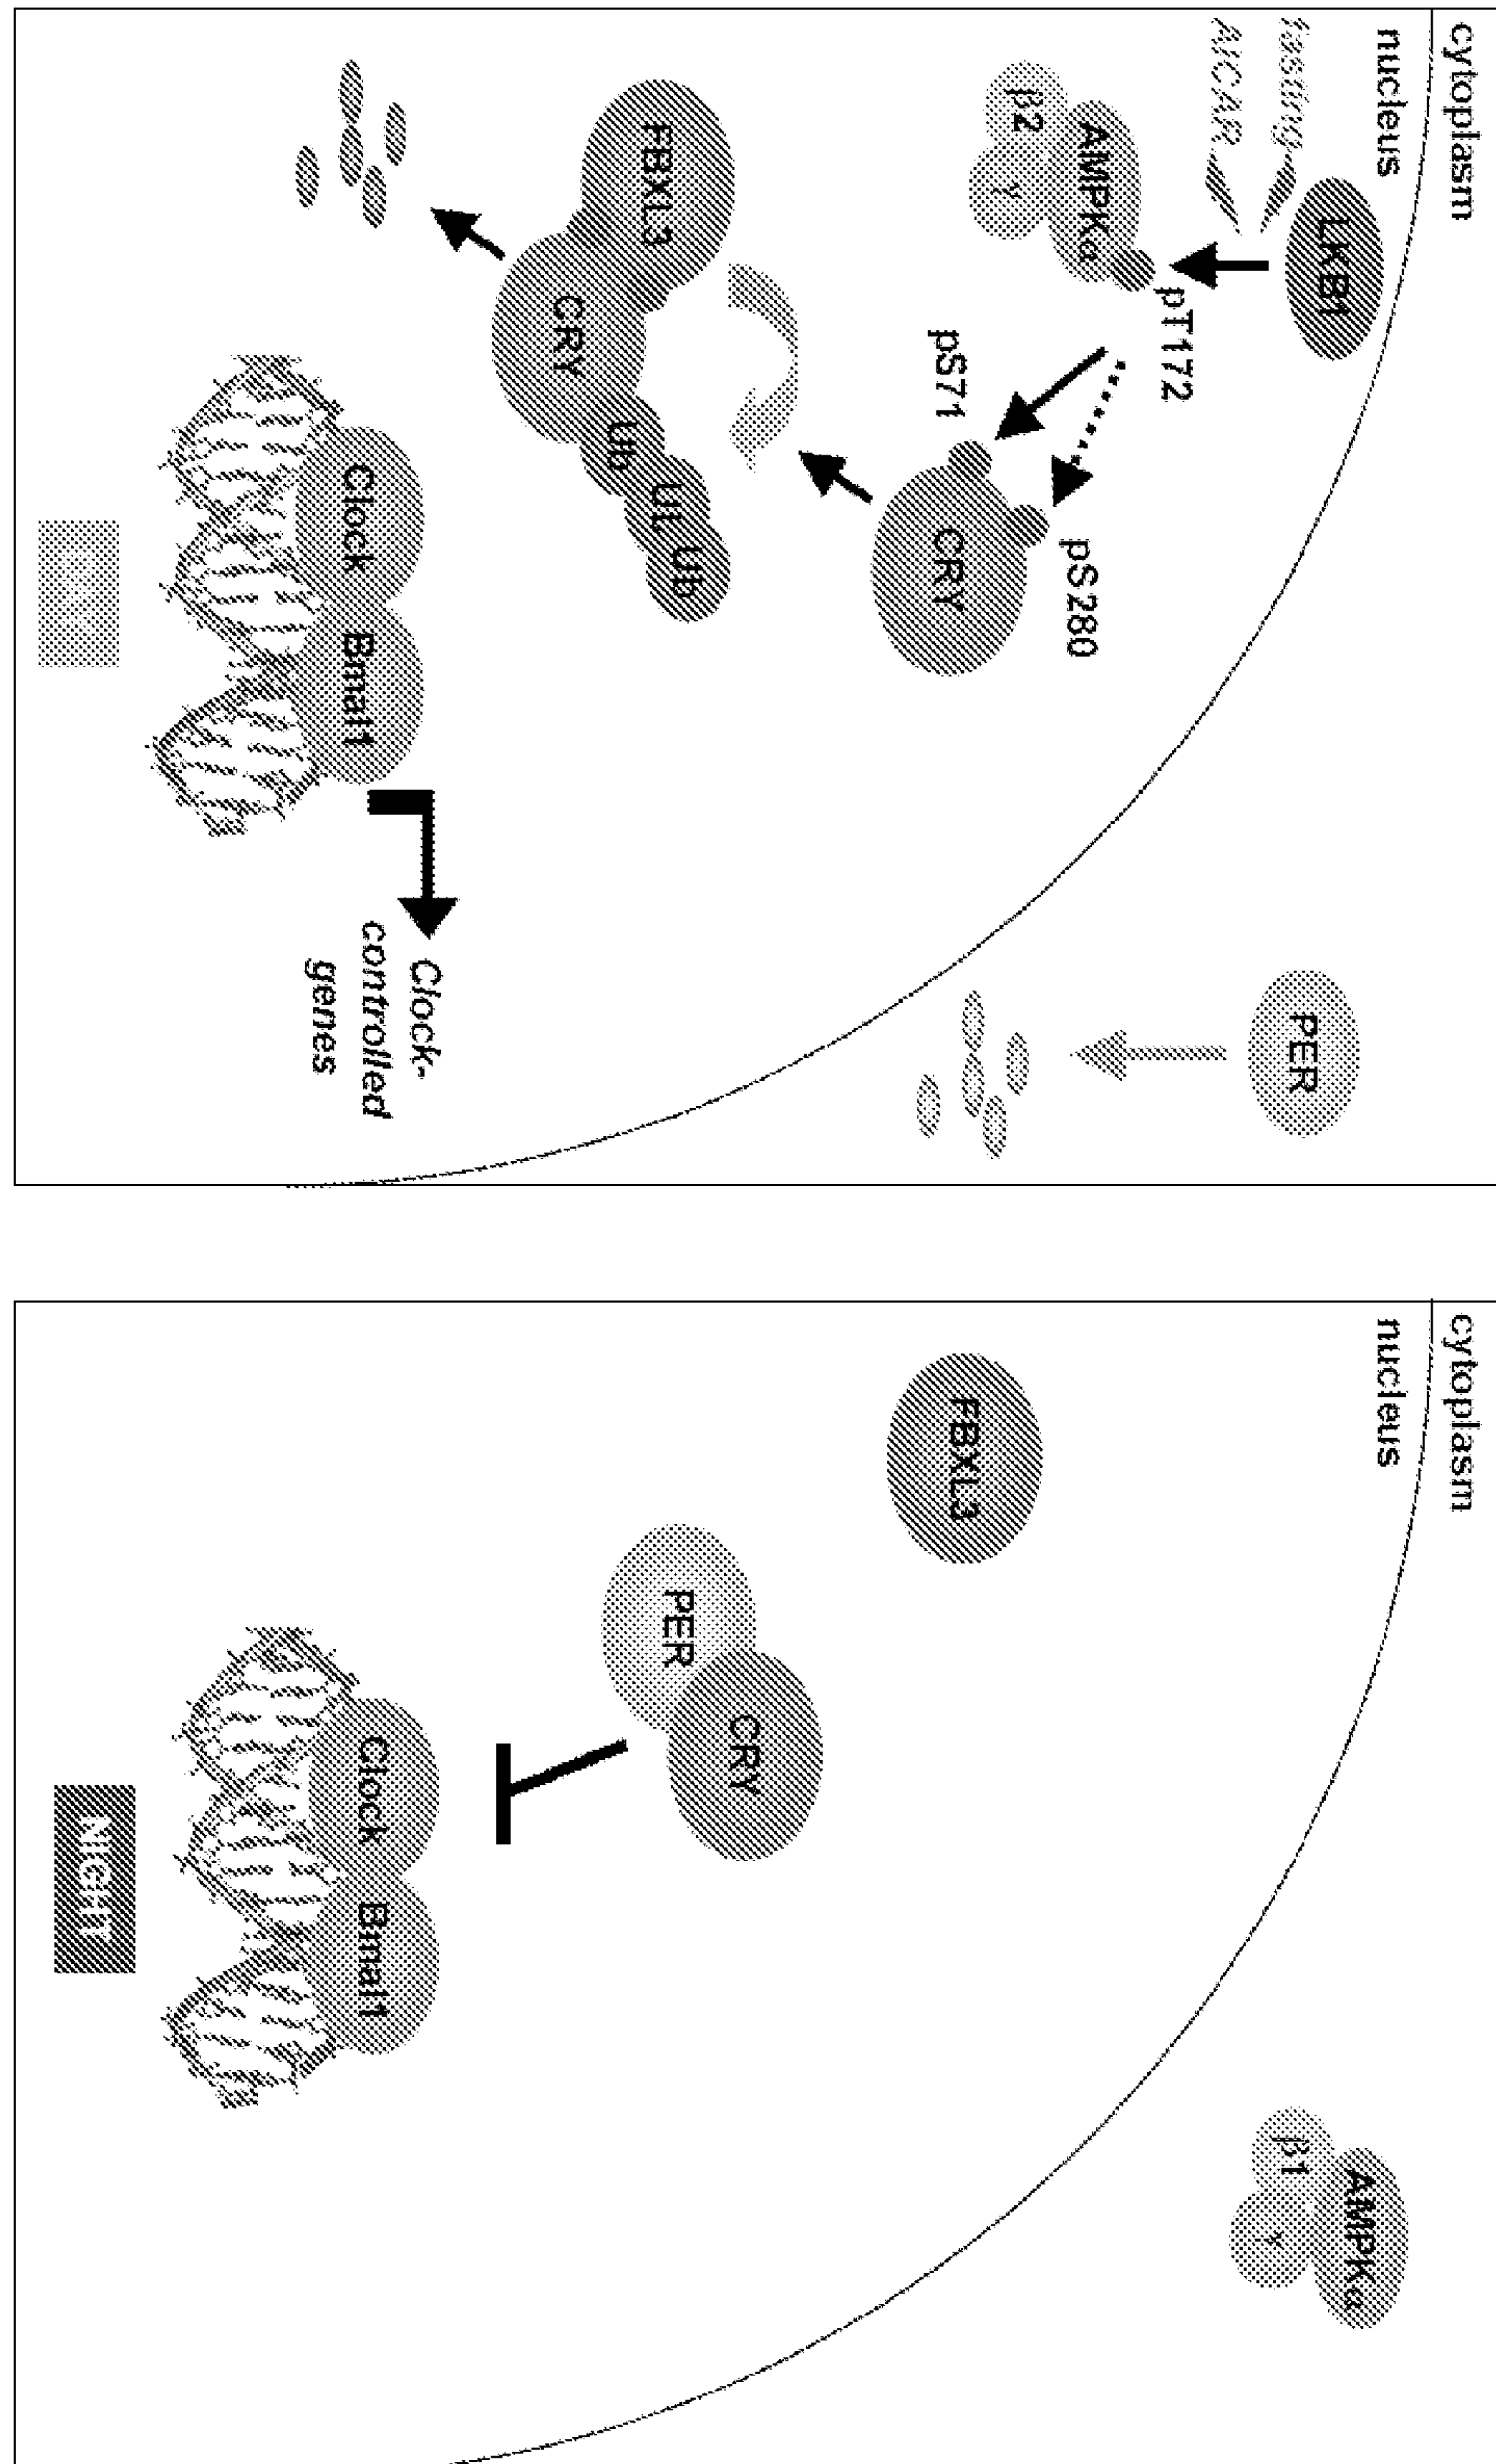 cytoplasm
nucleus
fasting
AICAR
LKB1
AMPKα
β2
γ
pT172
pS71
pS280
CRY
FBXL3
CRY
Ub
Ub
Clock
Bmal1
Clock-
controlled
genes
PER
cytoplasm
nucleus
FBXL3
PER
CRY
Clock
Bmal1
NIGHT
AMPKα
β1
γ